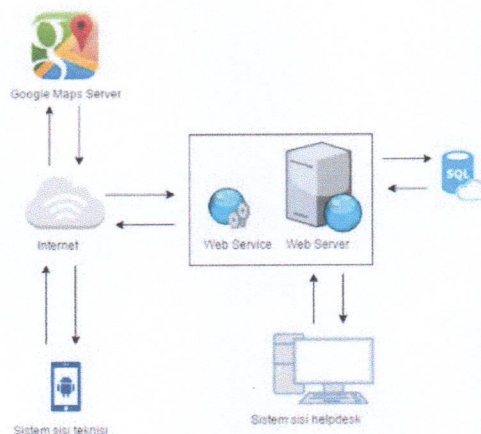 Google Maps Server
SQL
Web Service
Web Server
Internet
Sistem sisi teknisi
Sistem sisi helpdesk